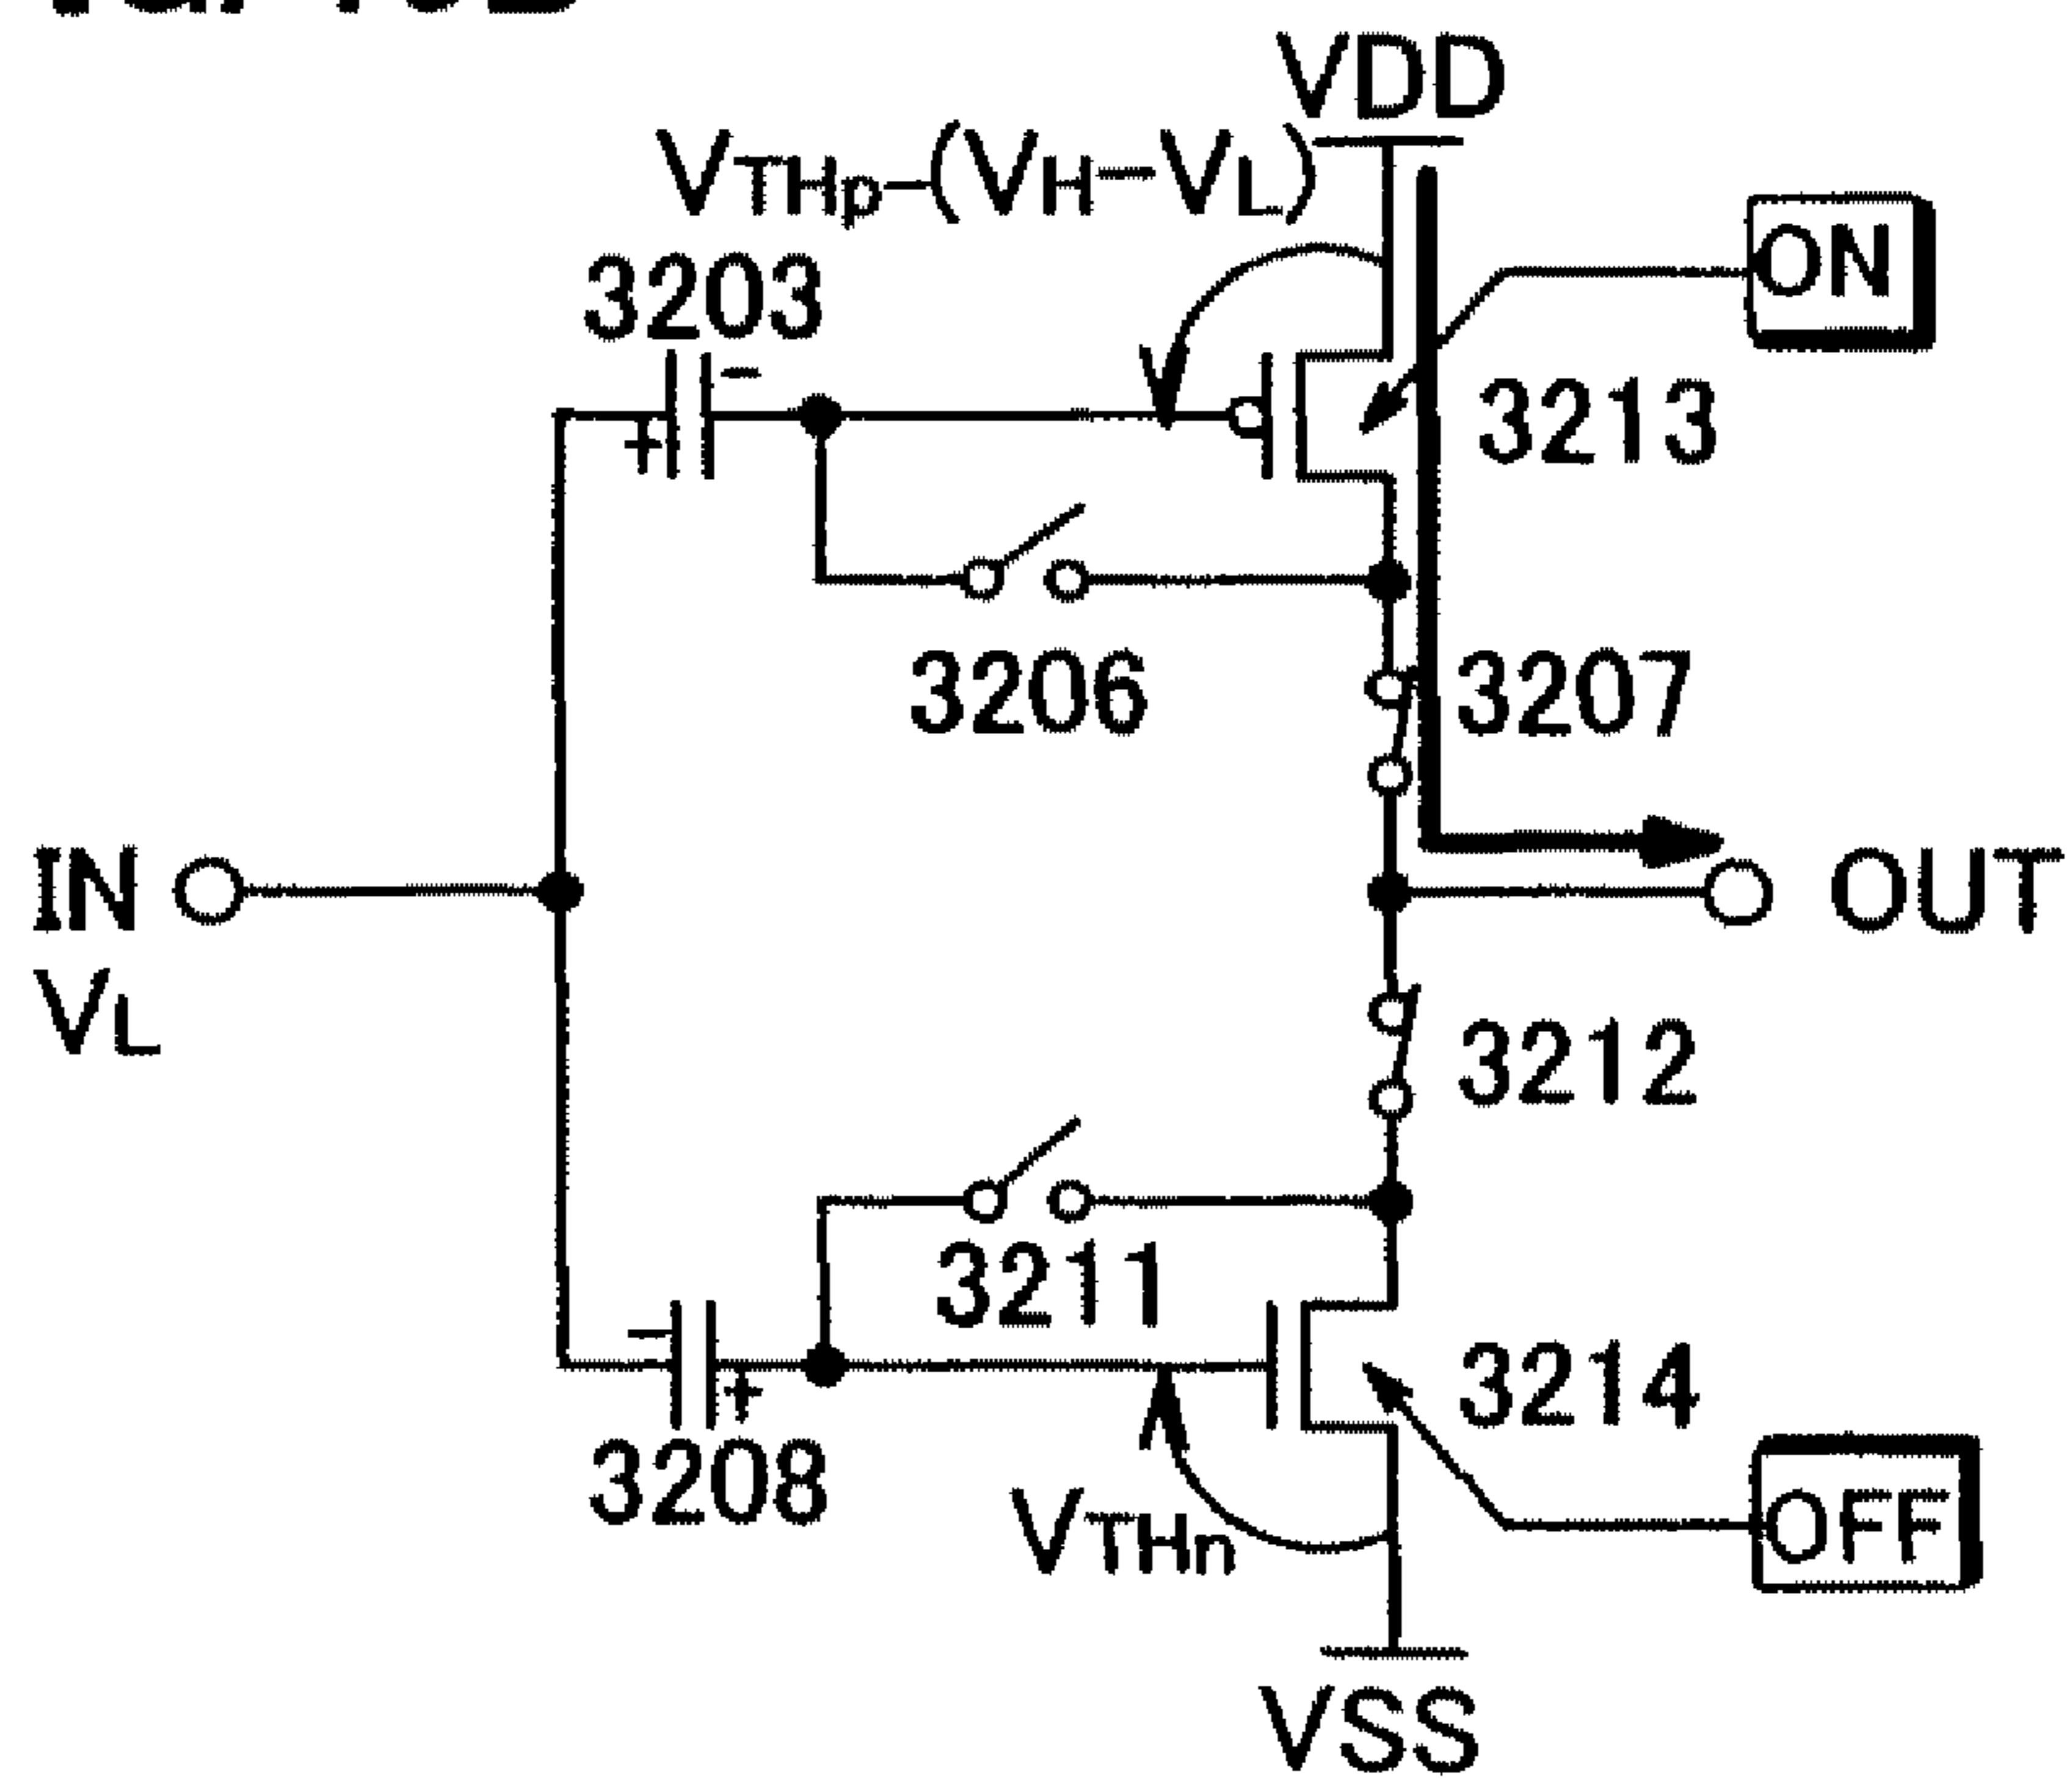 VDD
VTHp—(VH—VL)
ON
3203
3213
3206
3207
IN
OUT
VL
3212
3211
3214
3208
VTHn
OFF
VSS